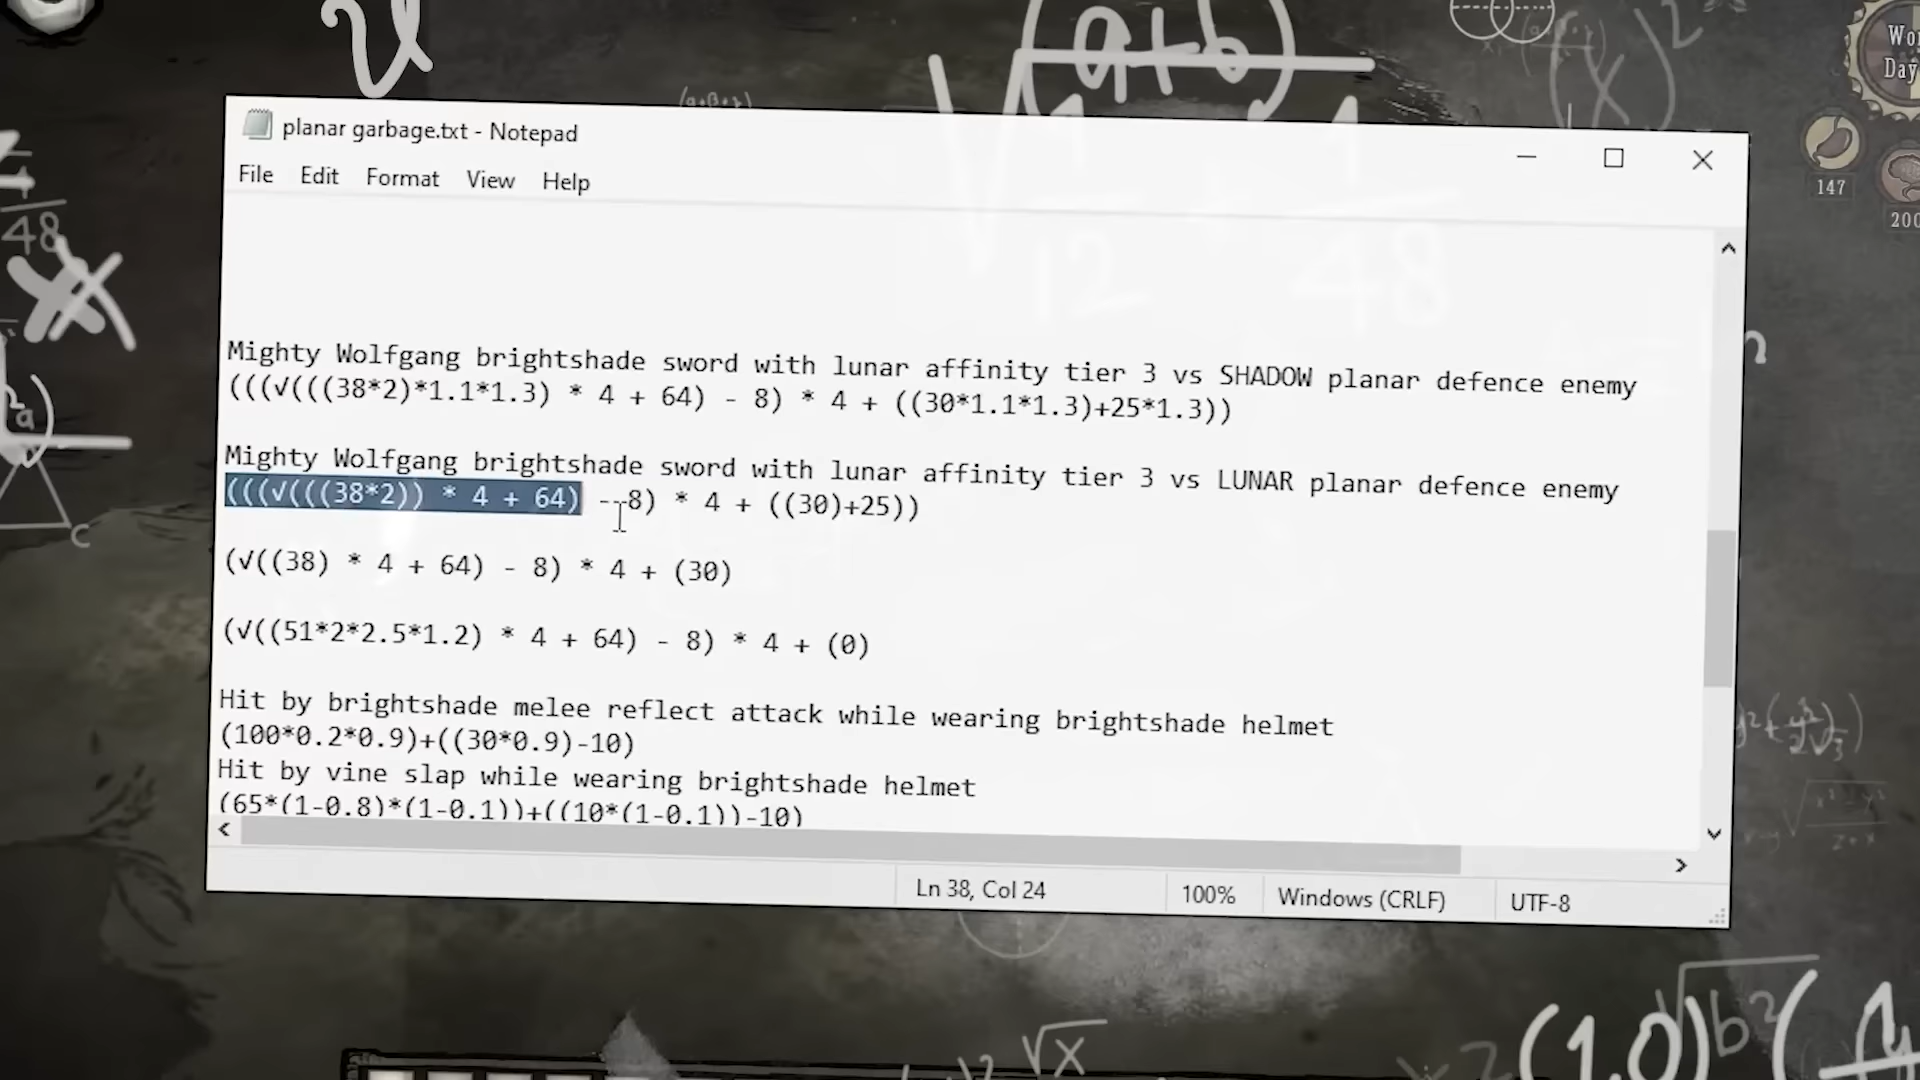 (a+b)
48
Wor
Day
147
200
planar garbage.txt - Notepad
File Edit Format View Help
12
48
Mighty Wolfgang brightshade sword with lunar affinity tier 3 vs SHADOW planar defence enemy
(((√(((38*2)*1.1*1.3) * 4 + 64) - 8) * 4 + ((30*1.1*1.3)+25*1.3))
Mighty Wolfgang brightshade sword with lunar affinity tier 3 vs LUNAR planar defence enemy
(((√(((38*2)) * 4 + 64) - 8) * 4 + ((30)+25))
(√((38) * 4 + 64) - 8) * 4 + (30)
(√((51*2*2.5*1.2) * 4 + 64) - 8) * 4 + (0)
Hit by brightshade melee reflect attack while wearing brightshade helmet
(100*0.2*0.9)+((30*0.9)-10)
Hit by vine slap while wearing brightshade helmet
(65*(1-0.8)*(1-0.1))+((10*(1-0.1))-10)
Ln 38, Col 24 100% Windows (CRLF) UTF-8
C
√x